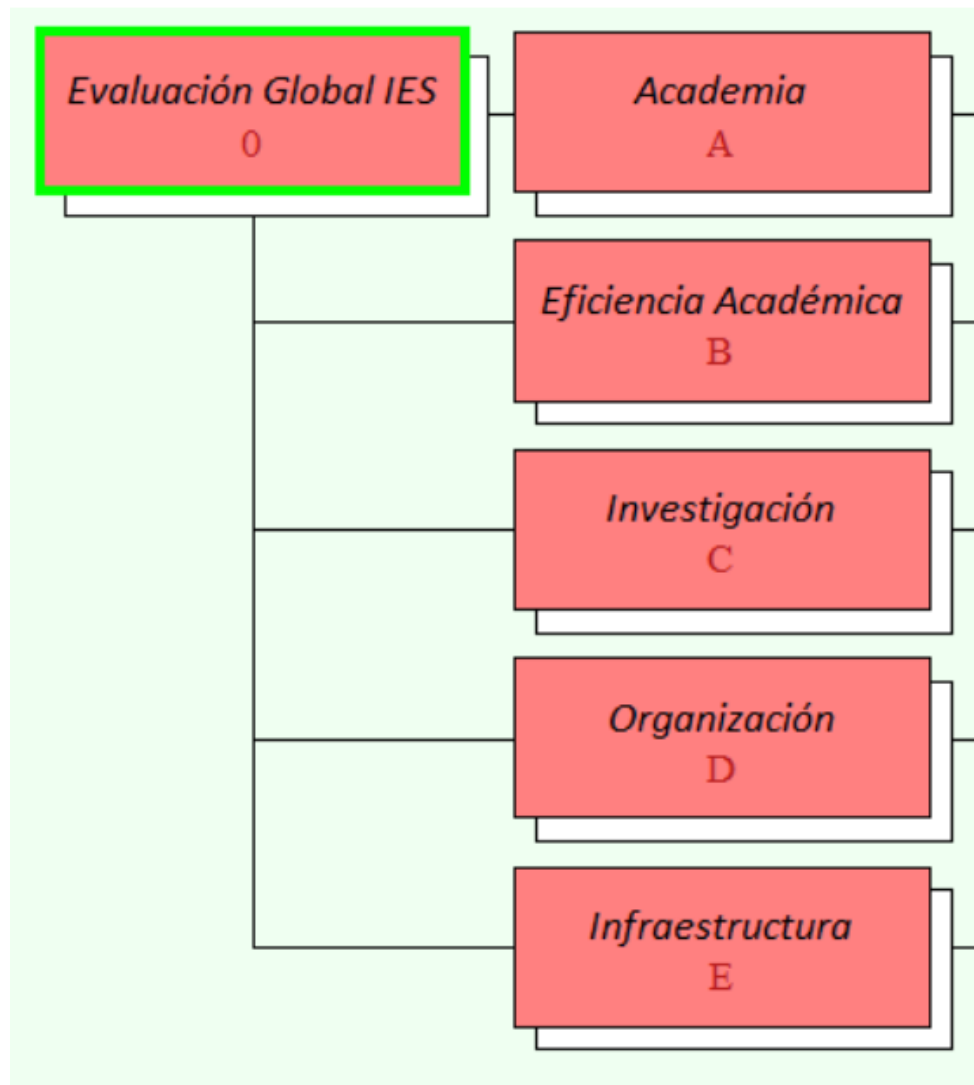 Evaluación Global IES
0
Academia
A
Eficiencia Académica
B
Investigación
C
Organización
D
Infraestructura
E